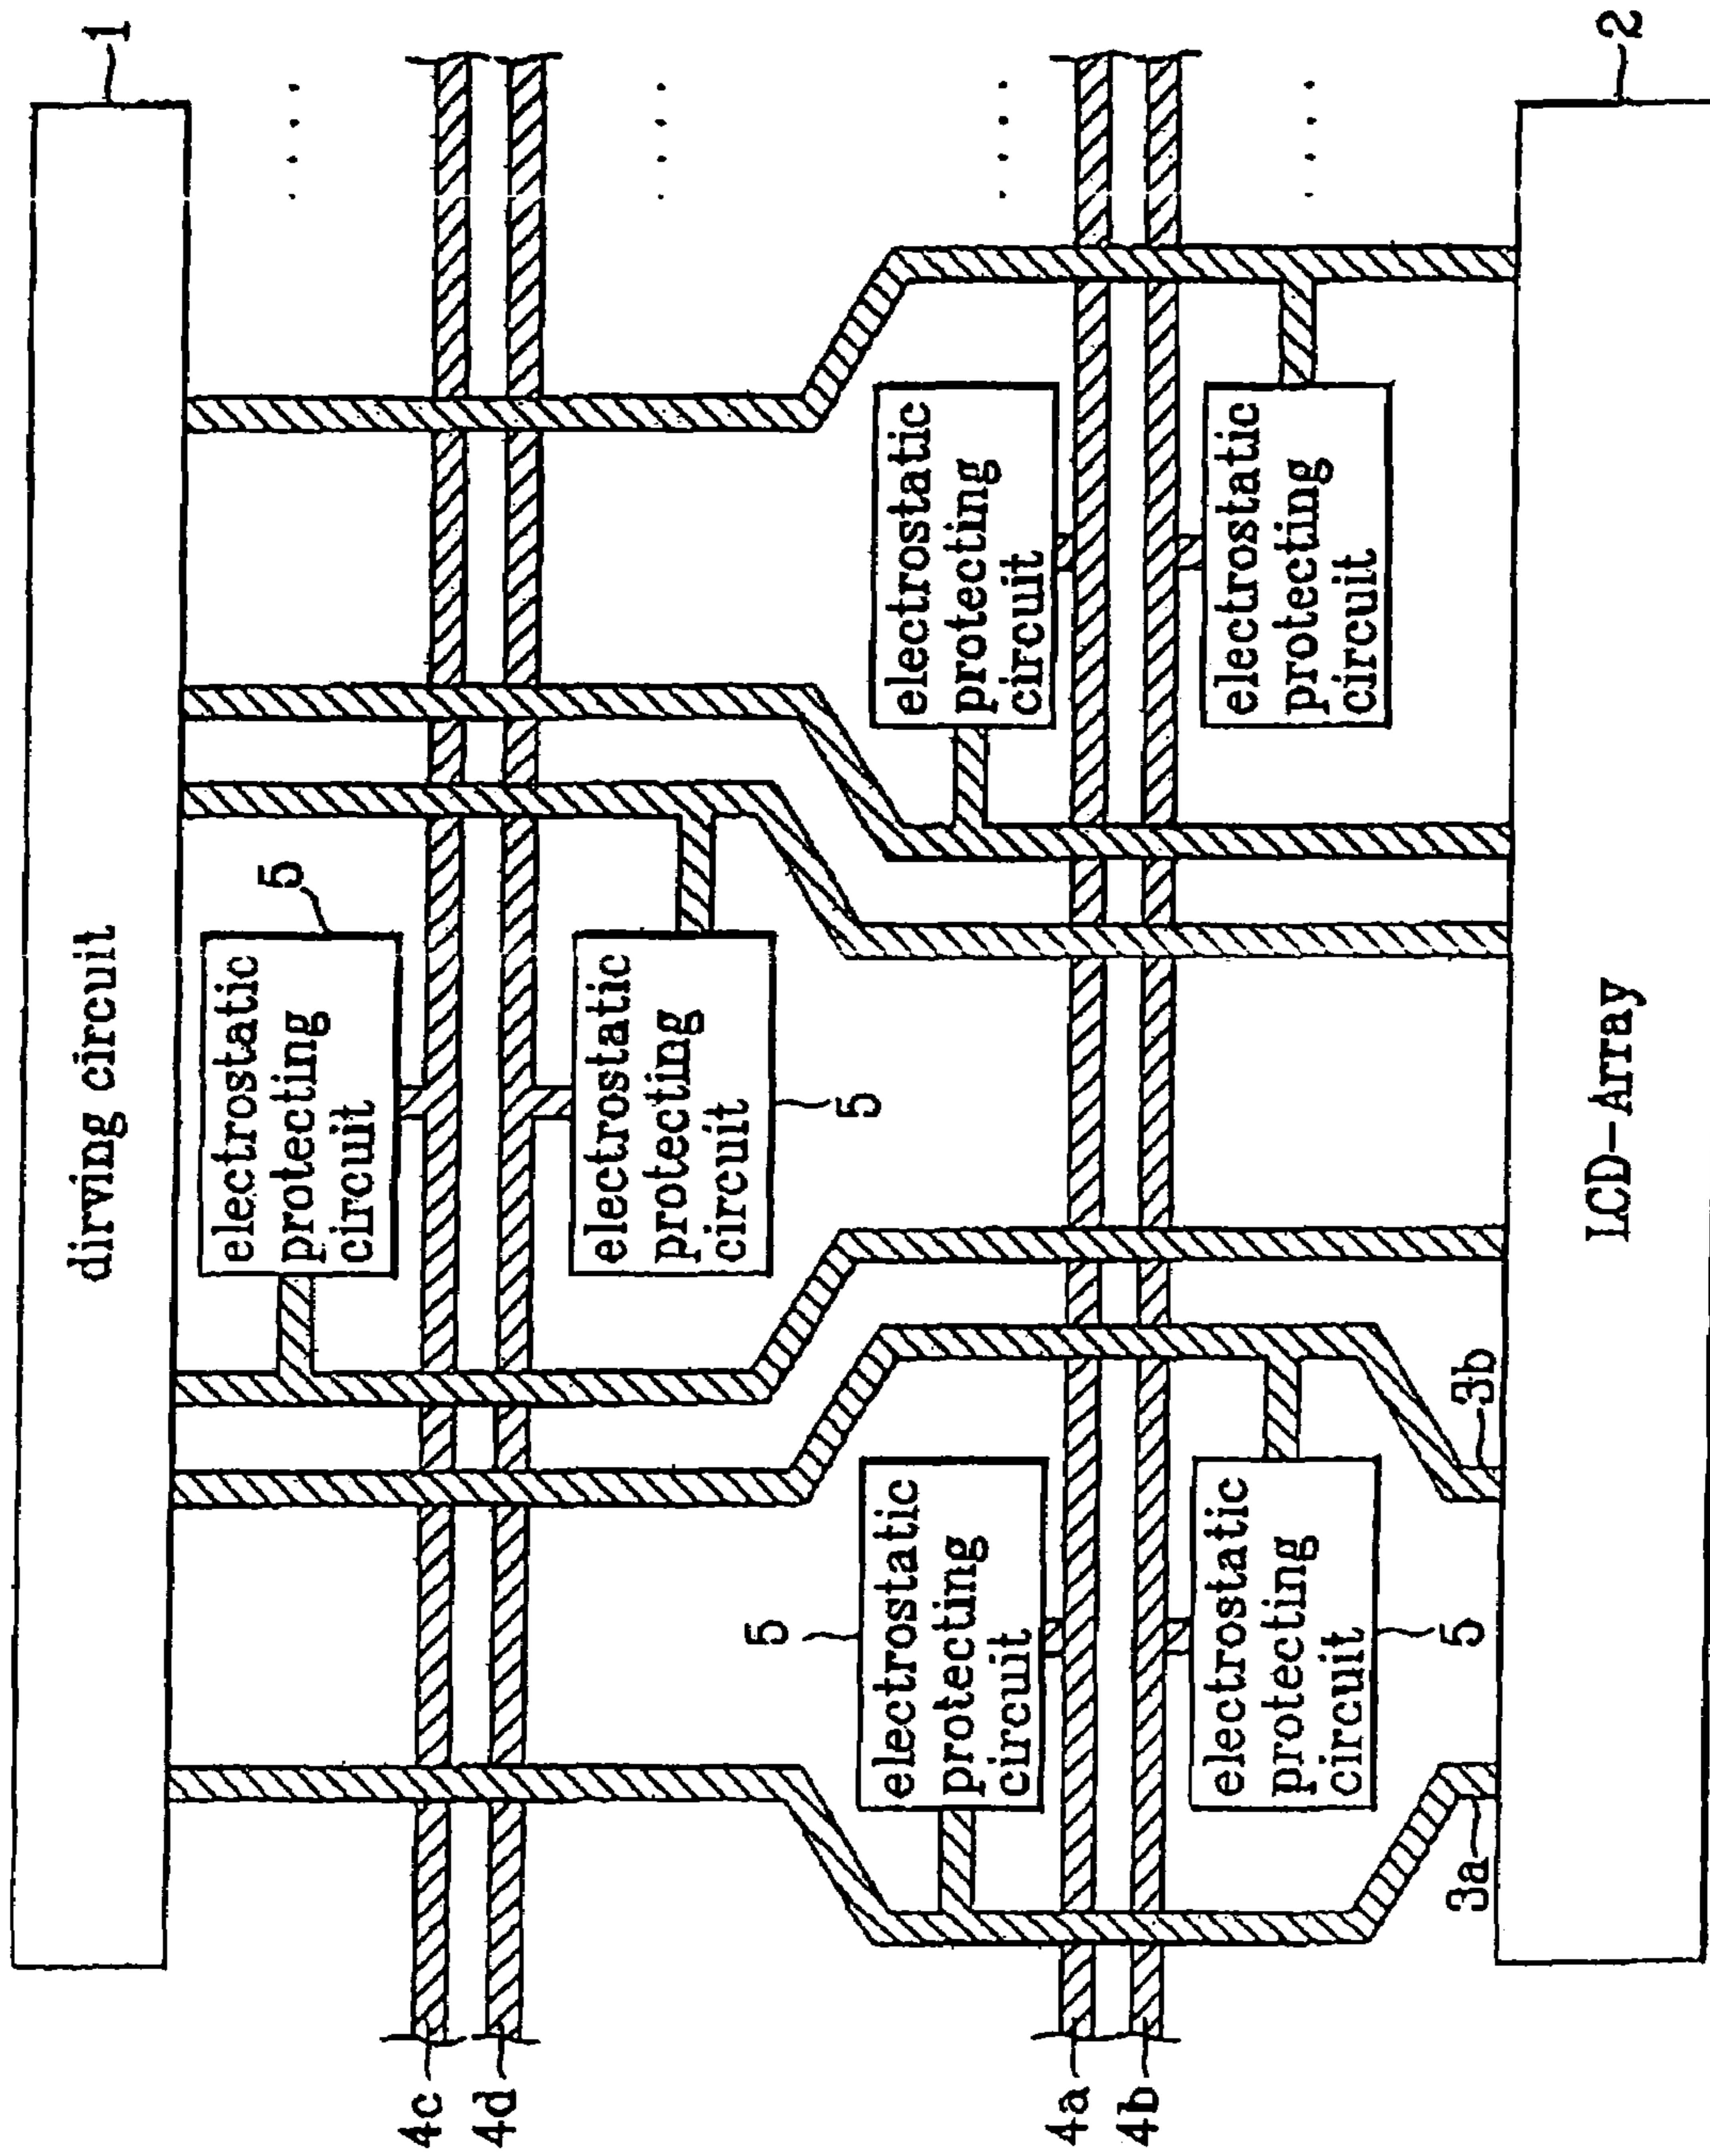 dirving circuit
1
electrostatic
protecting
circuit
5
4c
4d
electrostatic
protecting
circuit
5
5
electrostatic
protecting
circuit
electrostatic
protecting
circuit
4a
4b
electrostatic
protecting
circuit
5
electrostatic
protecting
circuit
3a
3b
LCD-Array
2